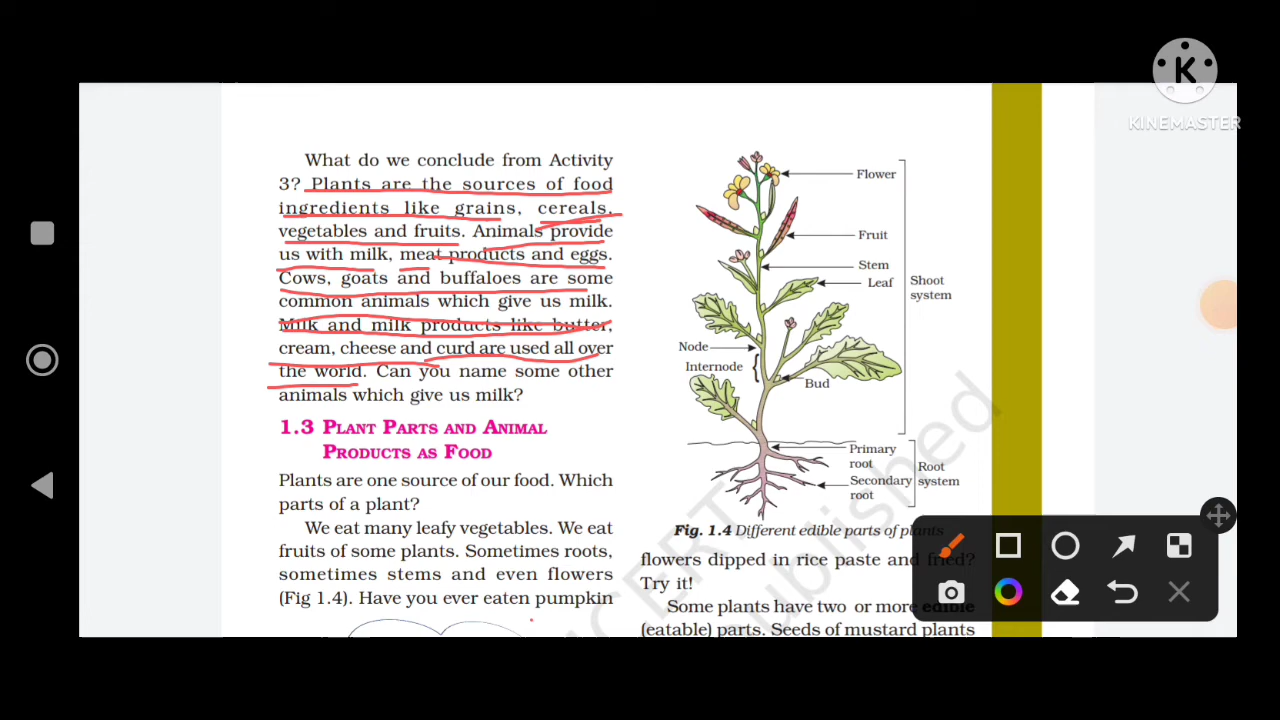 KINEMASTER
What do we conclude from Activity
3? Plants are the sources of food
ingredients like grains, cereals,
vegetables and fruits. Animals provide
us with milk, meat products and eggs.
Cows, goats and buffaloes are some
common animals which give us milk.
Milk and milk products like butter,
cream, cheese and curd are used all over
the world. Can you name some other
animals which give us milk?
1.3 PLANT PARTS AND ANIMAL
PRODUCTS AS FOOD
Plants are one source of our food. Which
parts of a plant?
We eat many leafy vegetables. We eat
fruits of some plants. Sometimes roots,
sometimes stems and even flowers
(Fig 1.4). Have you ever eaten pumpkin
Flower
Fruit
Stem
Leaf
Shoot
system
Node
Internode
Bud
Primary
root
Secondary
root
Root
system
Fig. 1.4 Different edible parts of plants
flowers dipped in rice paste and fried?
Try it!
Some plants have two or more edible
(eatable) parts. Seeds of mustard plants